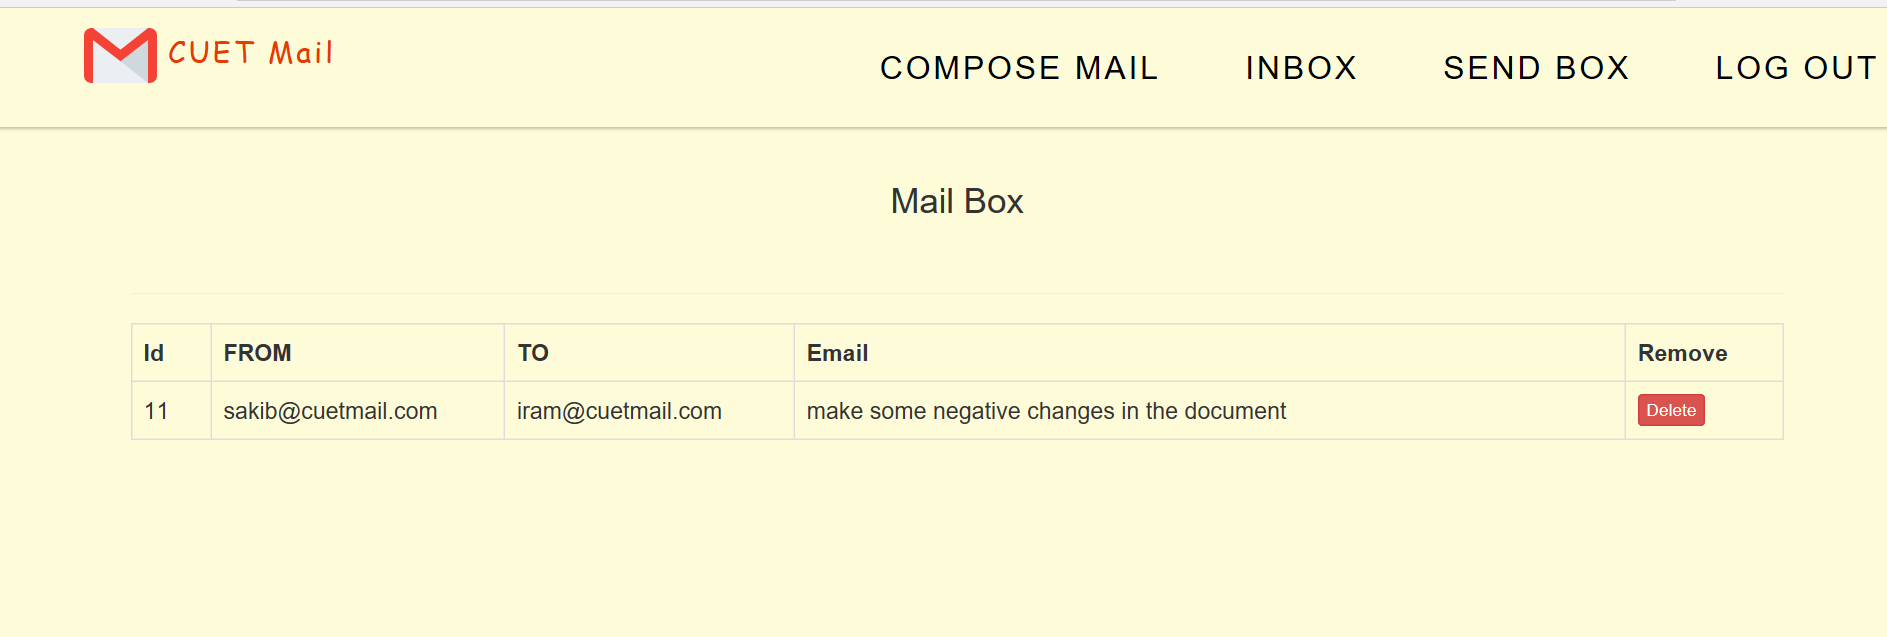 CUET Mail
COMPOSE MAIL INBOX SEND BOX LOG OUT
Mail Box
Id FROM TO Email Remove
11 sakib@cuetmail.com iram@cuetmail.com make some negative changes in the document Delete